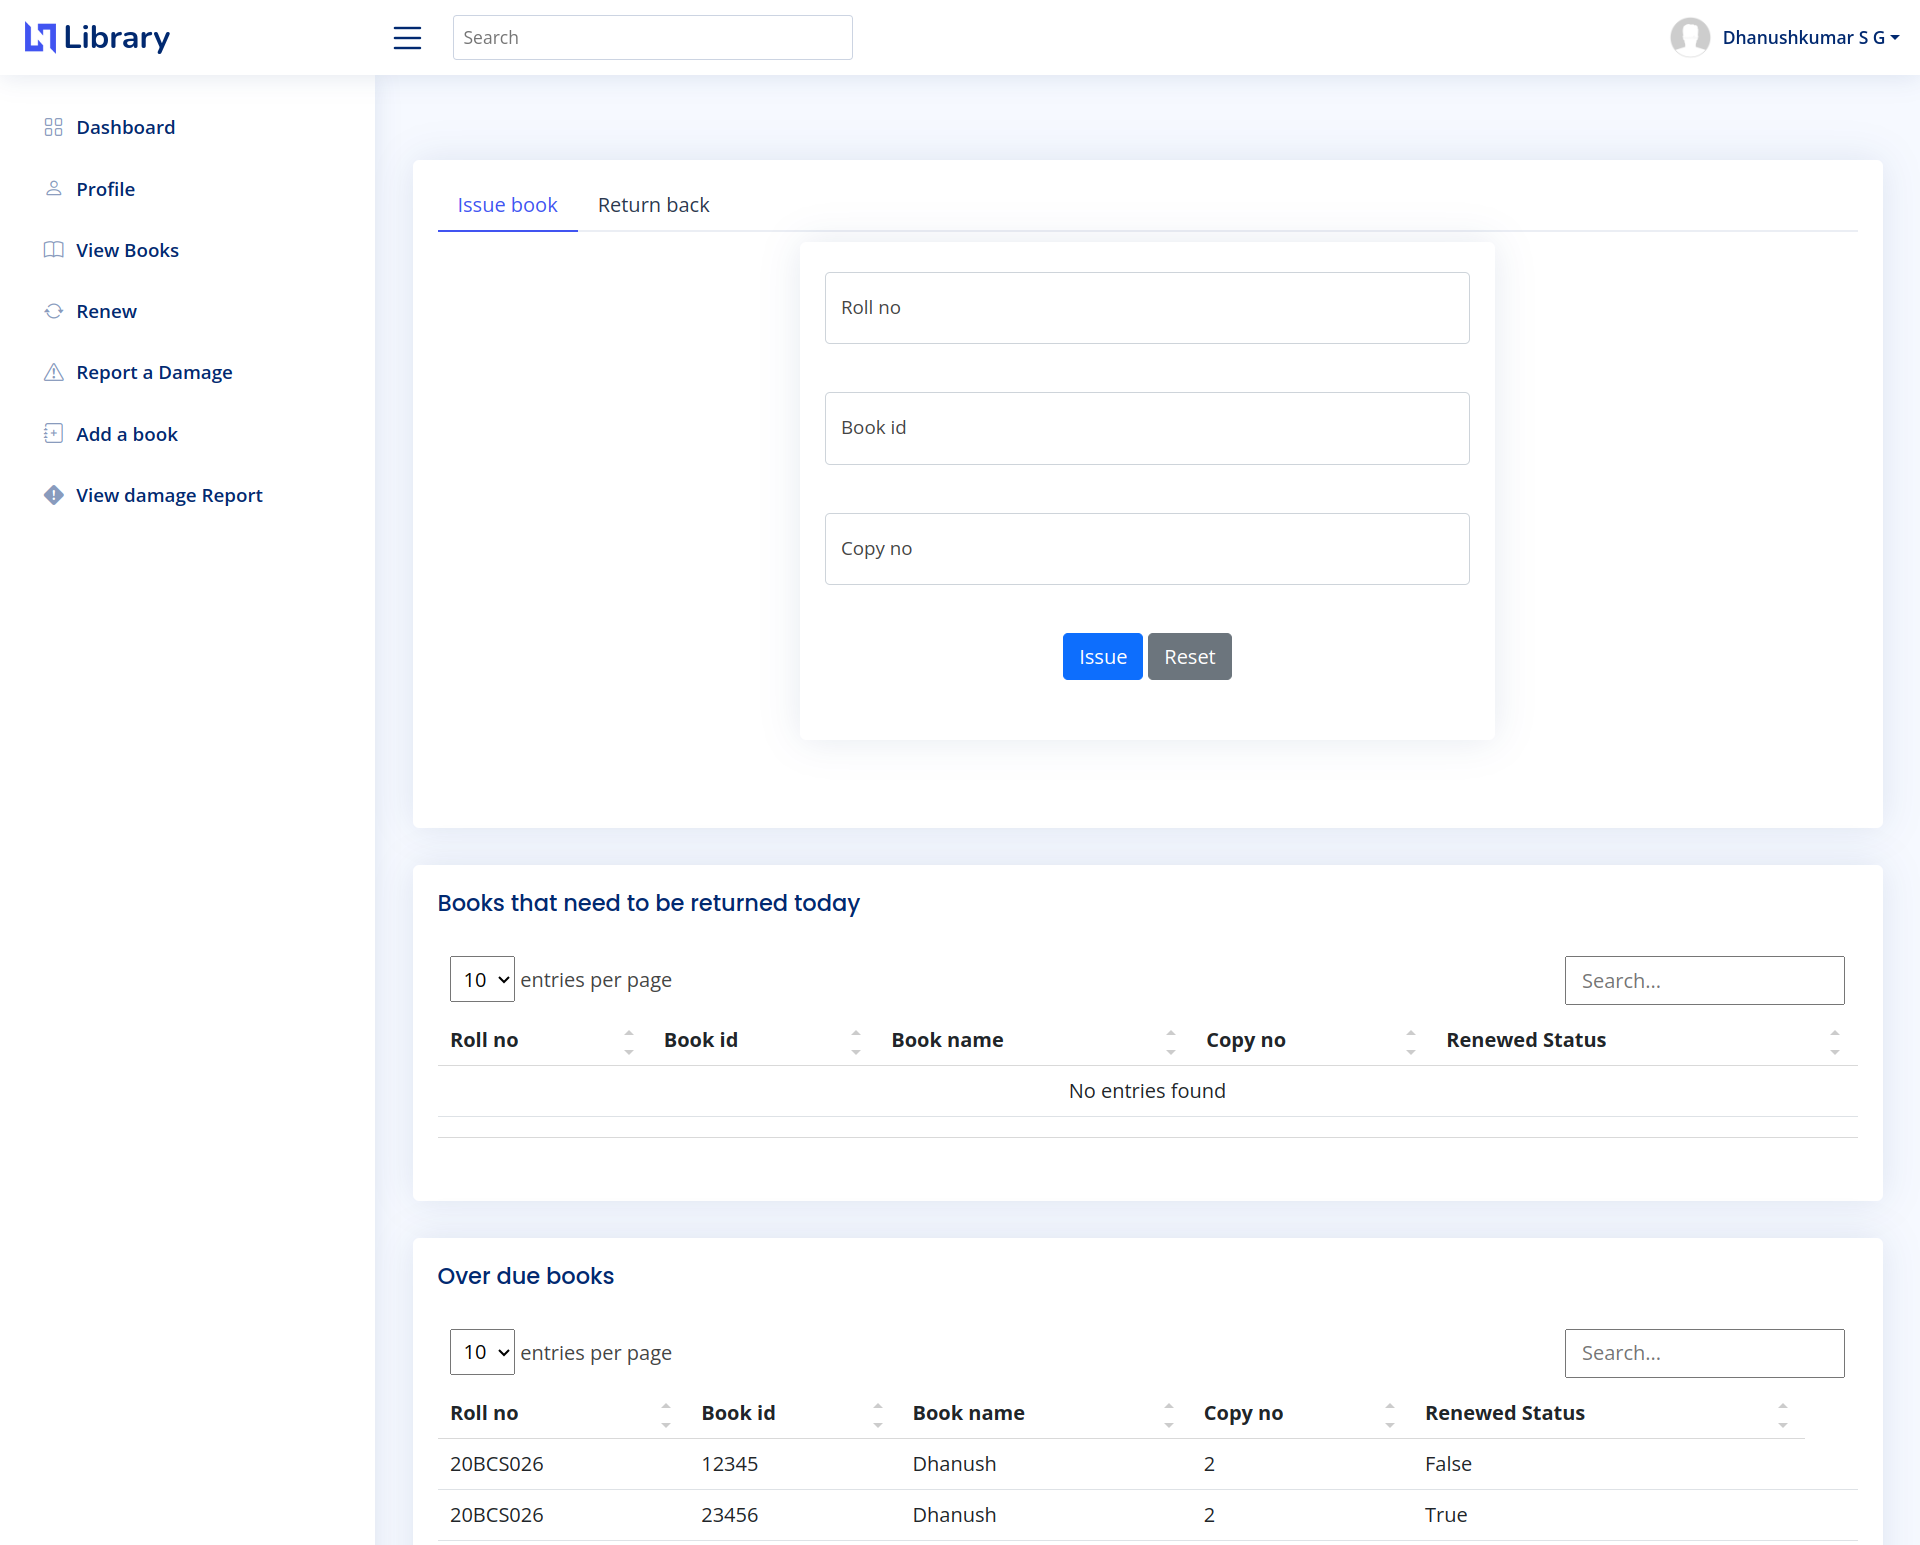 Library
Search
Dhanushkumar S G
Dashboard
Profile
View Books
Renew
Report a Damage
Add a book
View damage Report
Issue book Return back
Roll no
Book id
Copy no
Issue Reset
Books that need to be returned today
10 entries per page Search...
Roll no Book id Book name Copy no Renewed Status
No entries found
Over due books
10 entries per page Search...
Roll no Book id Book name Copy no Renewed Status
20BCS026 12345 Dhanush 2 False
20BCS026 23456 Dhanush 2 True